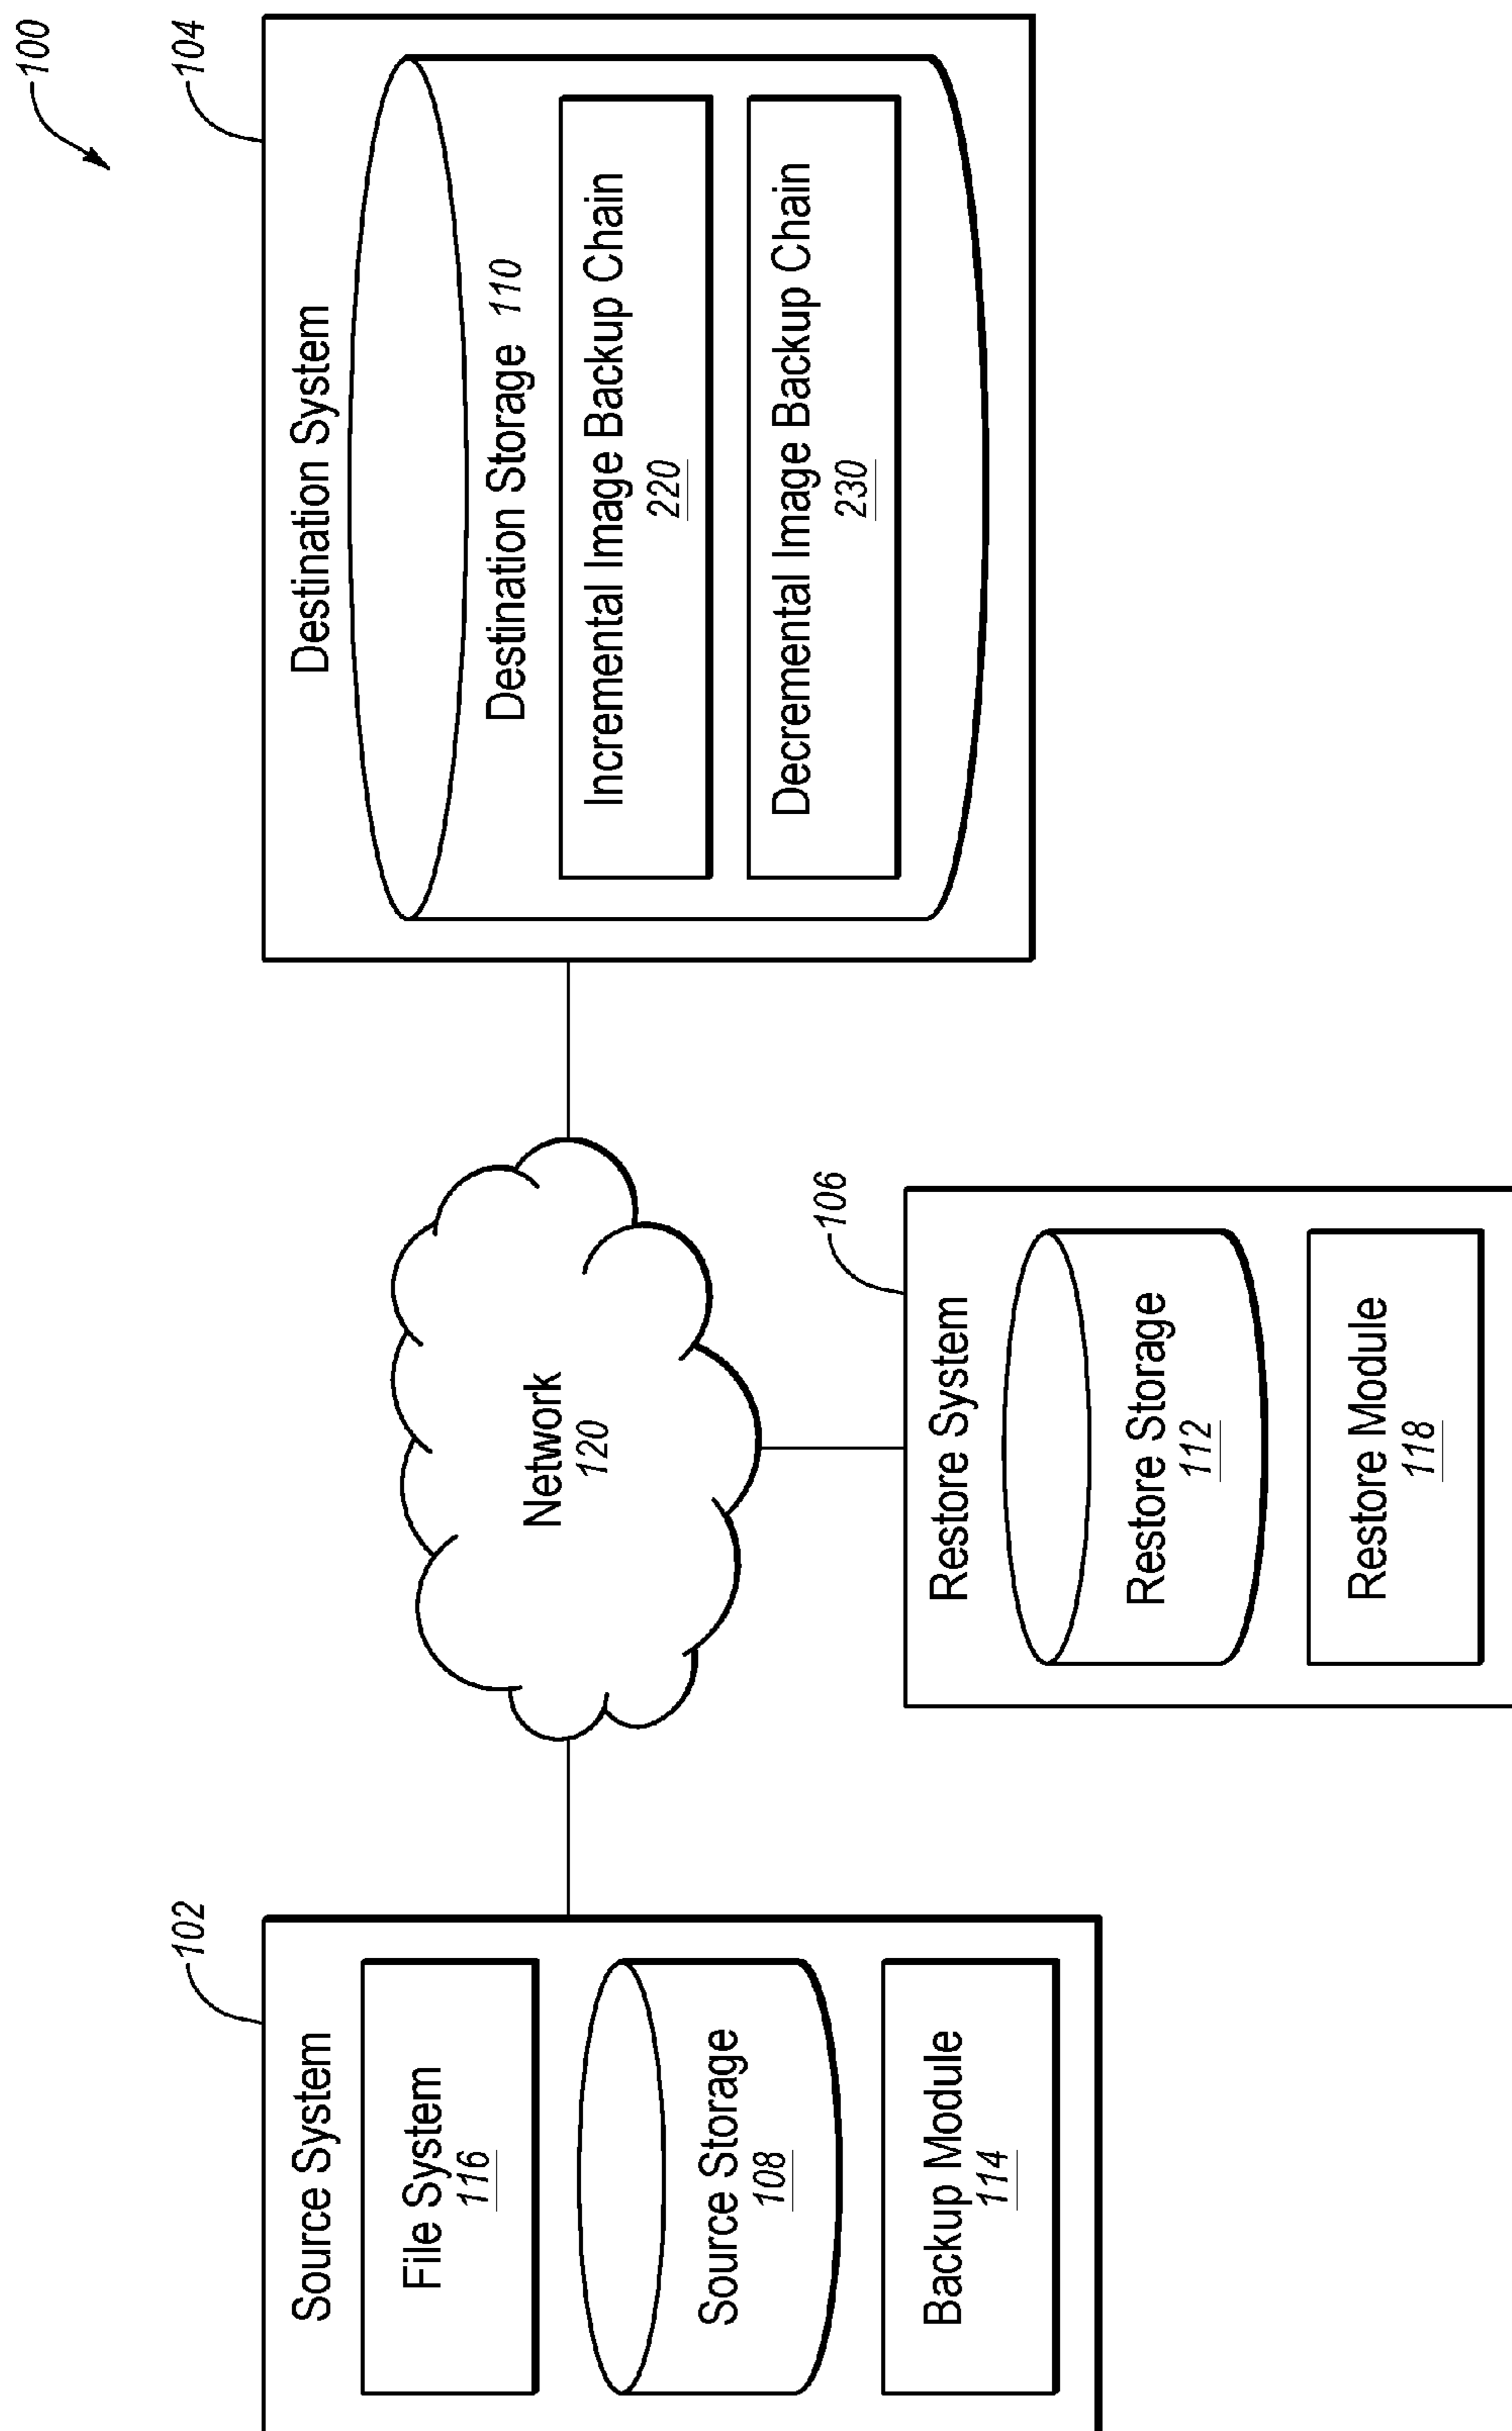 100
102
Source System
File System
116
Source Storage
108
Backup Module
114
Network
120
106
Restore System
Restore Storage
112
Restore Module
118
104
Destination System
Destination Storage 110
Incremental Image Backup Chain
220
Decremental Image Backup Chain
230